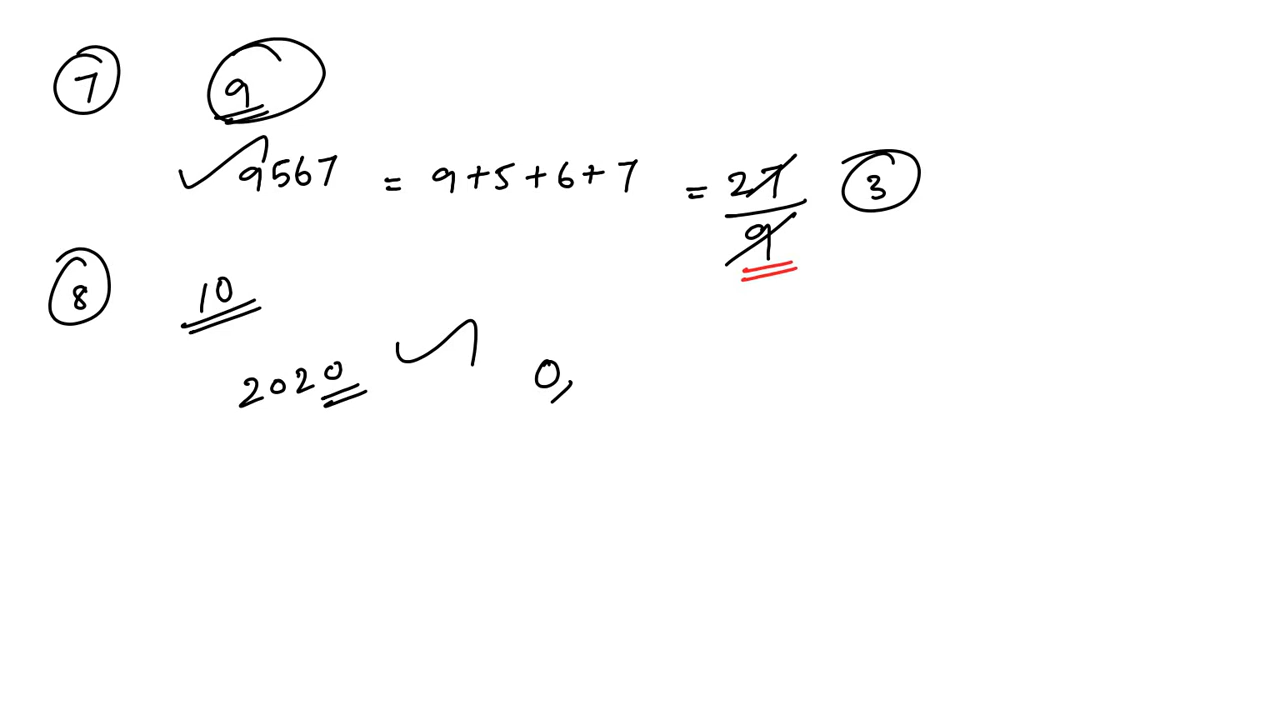 7 9
9567 = 9+5+6+7 = 27/9 3
8 10
2020 0,